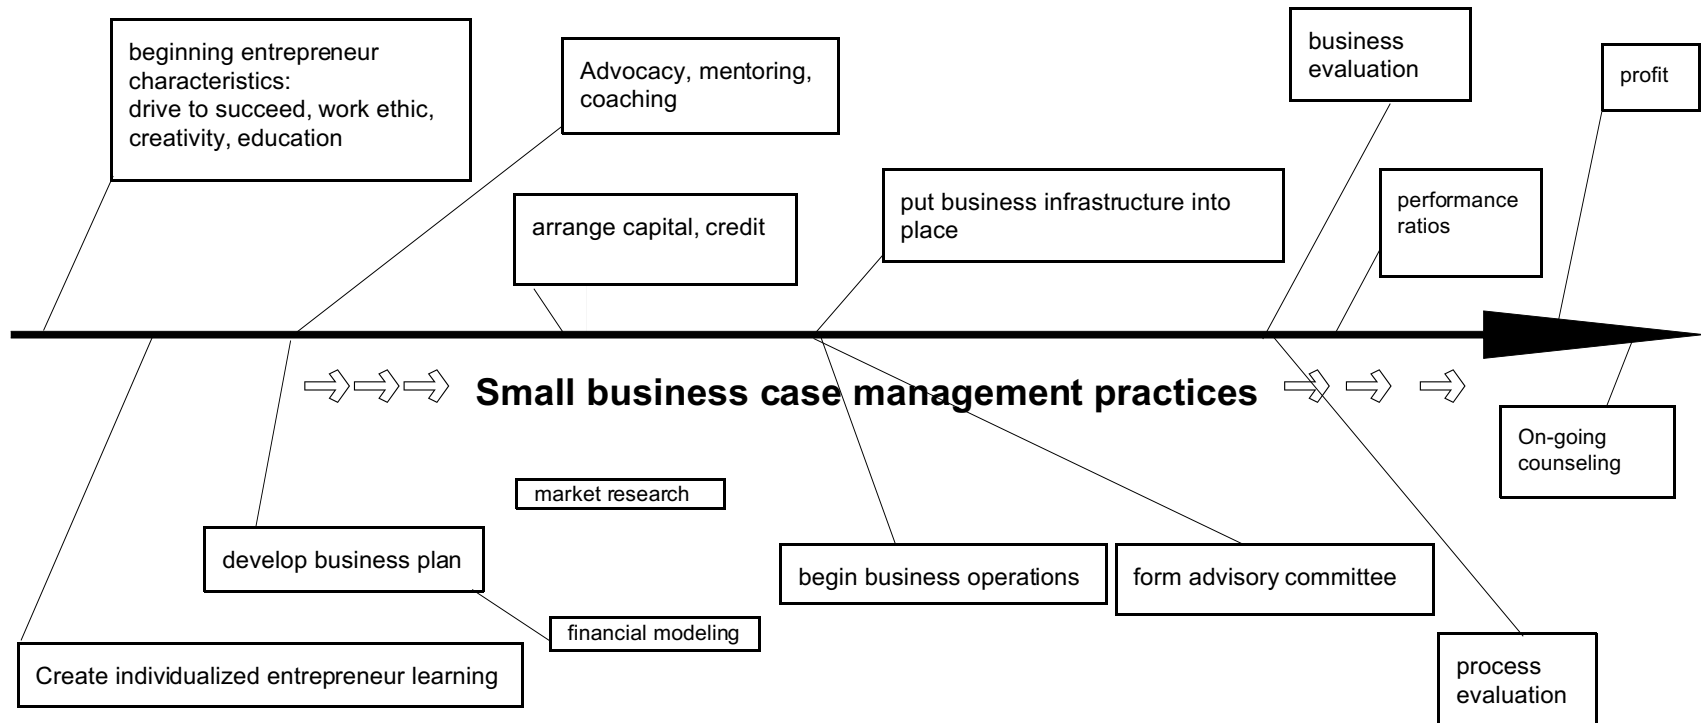 beginning entrepreneur
characteristics:
drive to succeed, work ethic,
creativity, education
Advocacy, mentoring,
coaching
business
evaluation
profit
arrange capital, credit
put business infrastructure into
place
performance
ratios
Small business case management practices
On-going
counseling
market research
develop business plan
begin business operations
form advisory committee
financial modeling
Create individualized entrepreneur learning
process
evaluation